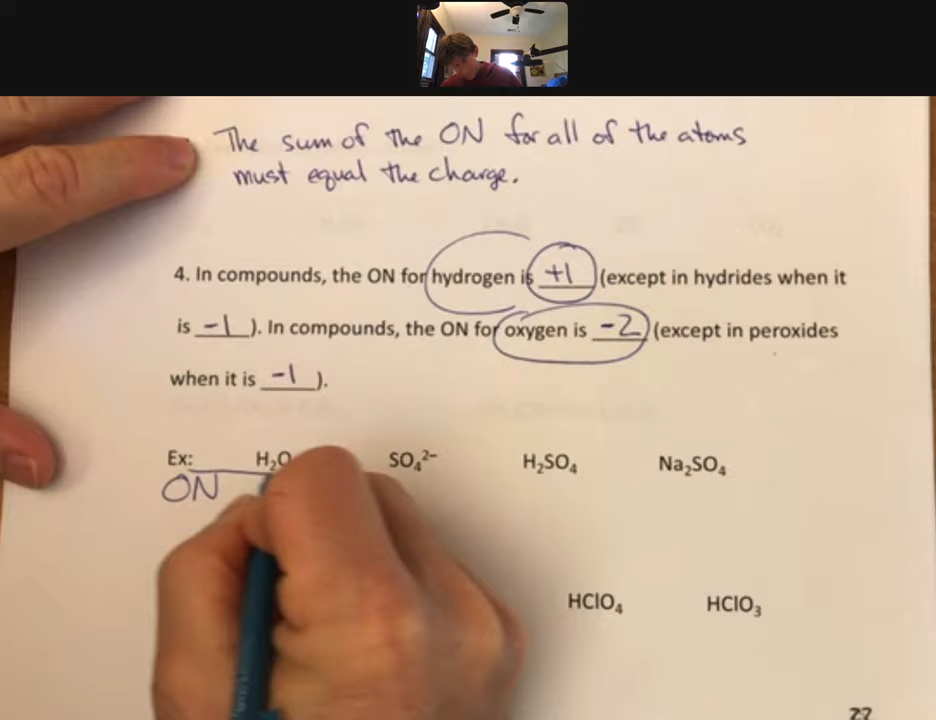 The sum of the ON for all of the atoms
must equal the charge.
4. In compounds, the ON for hydrogen is +1 (except in hydrides when it
is -1 ). In compounds, the ON for oxygen is -2 (except in peroxides
when it is -1 ).
Ex: H₂O SO₄²⁻ H₂SO₄ Na₂SO₄
ON
HClO₄ HClO₃
27